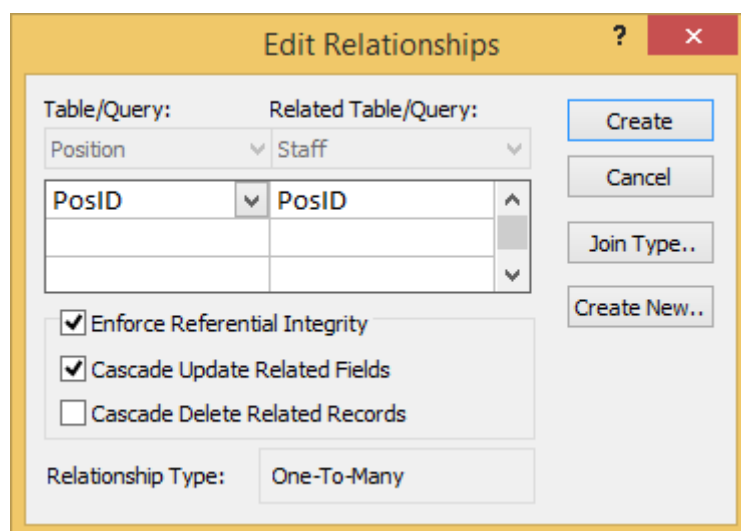 Edit Relationships ? ×
Table/Query: Related Table/Query:
Position Staff
PosID PosID
Enforce Referential Integrity
Cascade Update Related Fields
Cascade Delete Related Records
Relationship Type: One-To-Many
Create
Cancel
Join Type..
Create New..